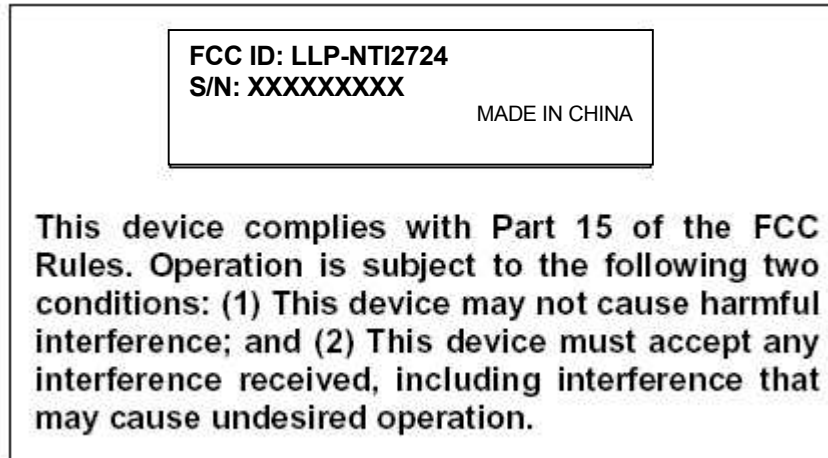 FCC ID: LLP-NTI2724
S/N: XXXXXXXXX
MADE IN CHINA
This device complies with Part 15 of the FCC
Rules. Operation is subject to the following two
conditions: (1) This device may not cause harmful
interference; and (2) This device must accept any
interference received, including interference that
may cause undesired operation.